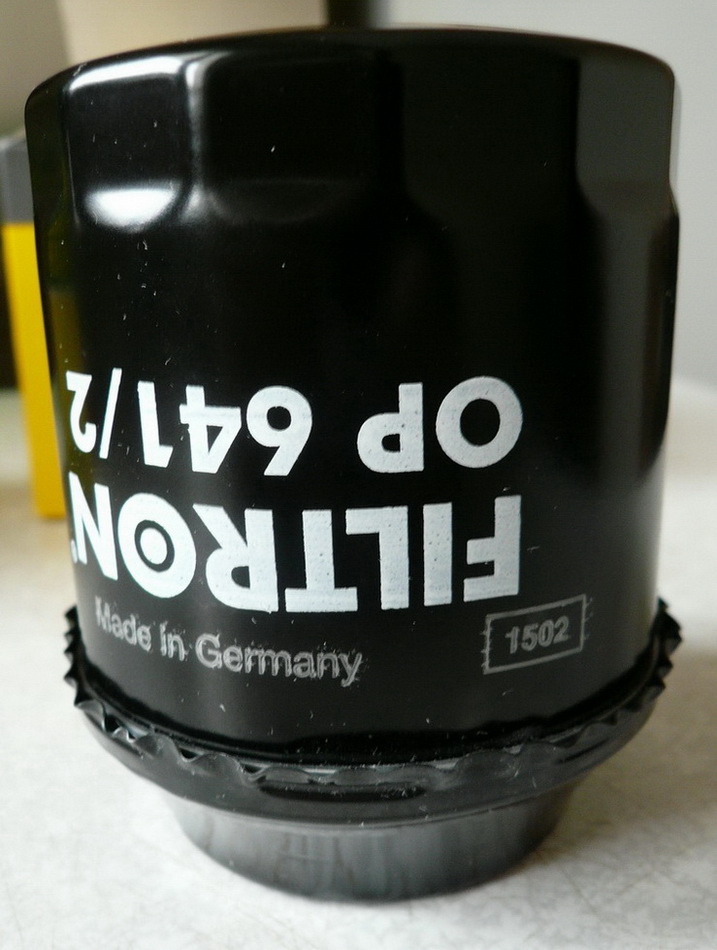 FILTRON
OP 641/2
Made in Germany
1502